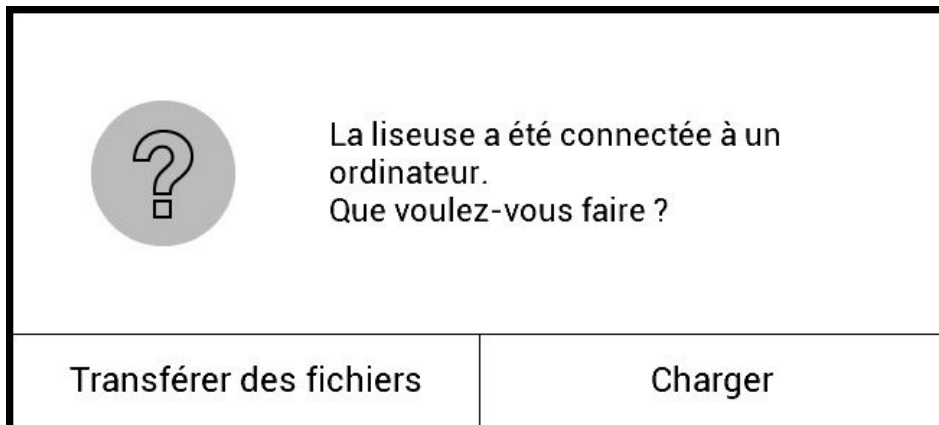 La liseuse a été connectée à un
ordinateur.
Que voulez-vous faire ?
Transférer des fichiers
Charger